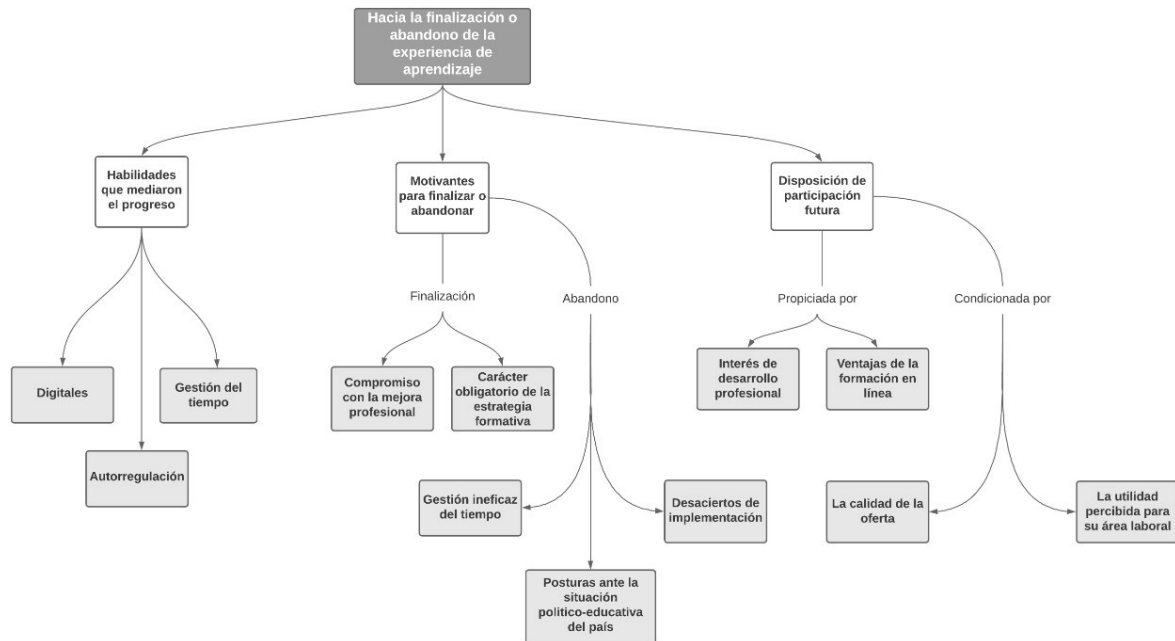 Hacia la finalización o
abandono de la
experiencia de
aprendizaje
Habilidades
que mediaron
el progreso
Motivantes
para finalizar o
abandonar
Disposición de
participación
futura
Finalización
Abandono
Propiciada por
Condicionada por
Digitales
Gestión del
tiempo
Autorregulación
Compromiso
con la mejora
profesional
Carácter
obligatorio de la
estrategia
formativa
Interés de
desarrollo
profesional
Ventajas de la
formación en
línea
Gestión ineficaz
del tiempo
Desaciertos de
implementación
Posturas ante la
situación
politico-educativa
del país
La calidad de la
oferta
La utilidad
percibida para
su área laboral